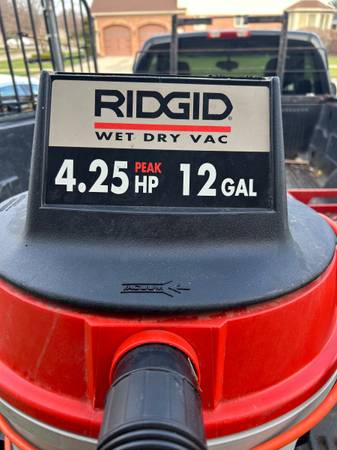 RIDGID®
WET DRY VAC
4.25 PEAK HP 12 GAL